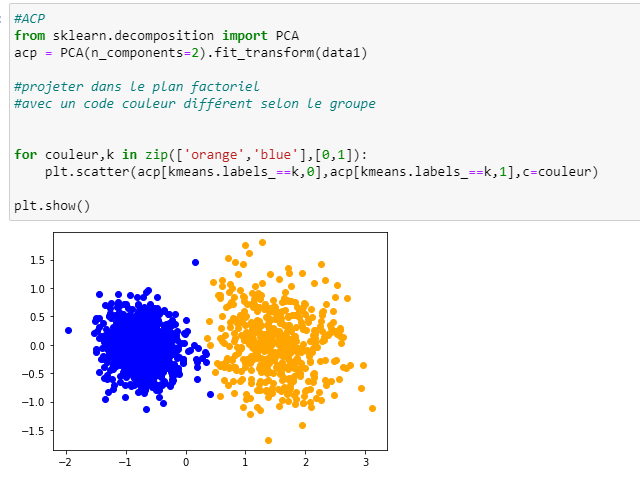 #ACP
from sklearn.decomposition import PCA
acp = PCA(n_components=2).fit_transform(data1)
#projeter dans le plan factoriel
#avec un code couleur différent selon le groupe
for couleur,k in zip(['orange','blue'],[0,1]):
    plt.scatter(acp[kmeans.labels_==k,0],acp[kmeans.labels_==k,1],c=couleur)
plt.show()
1.5
1.0
0.5
0.0
−0.5
−1.0
−1.5
−2 −1 0 1 2 3